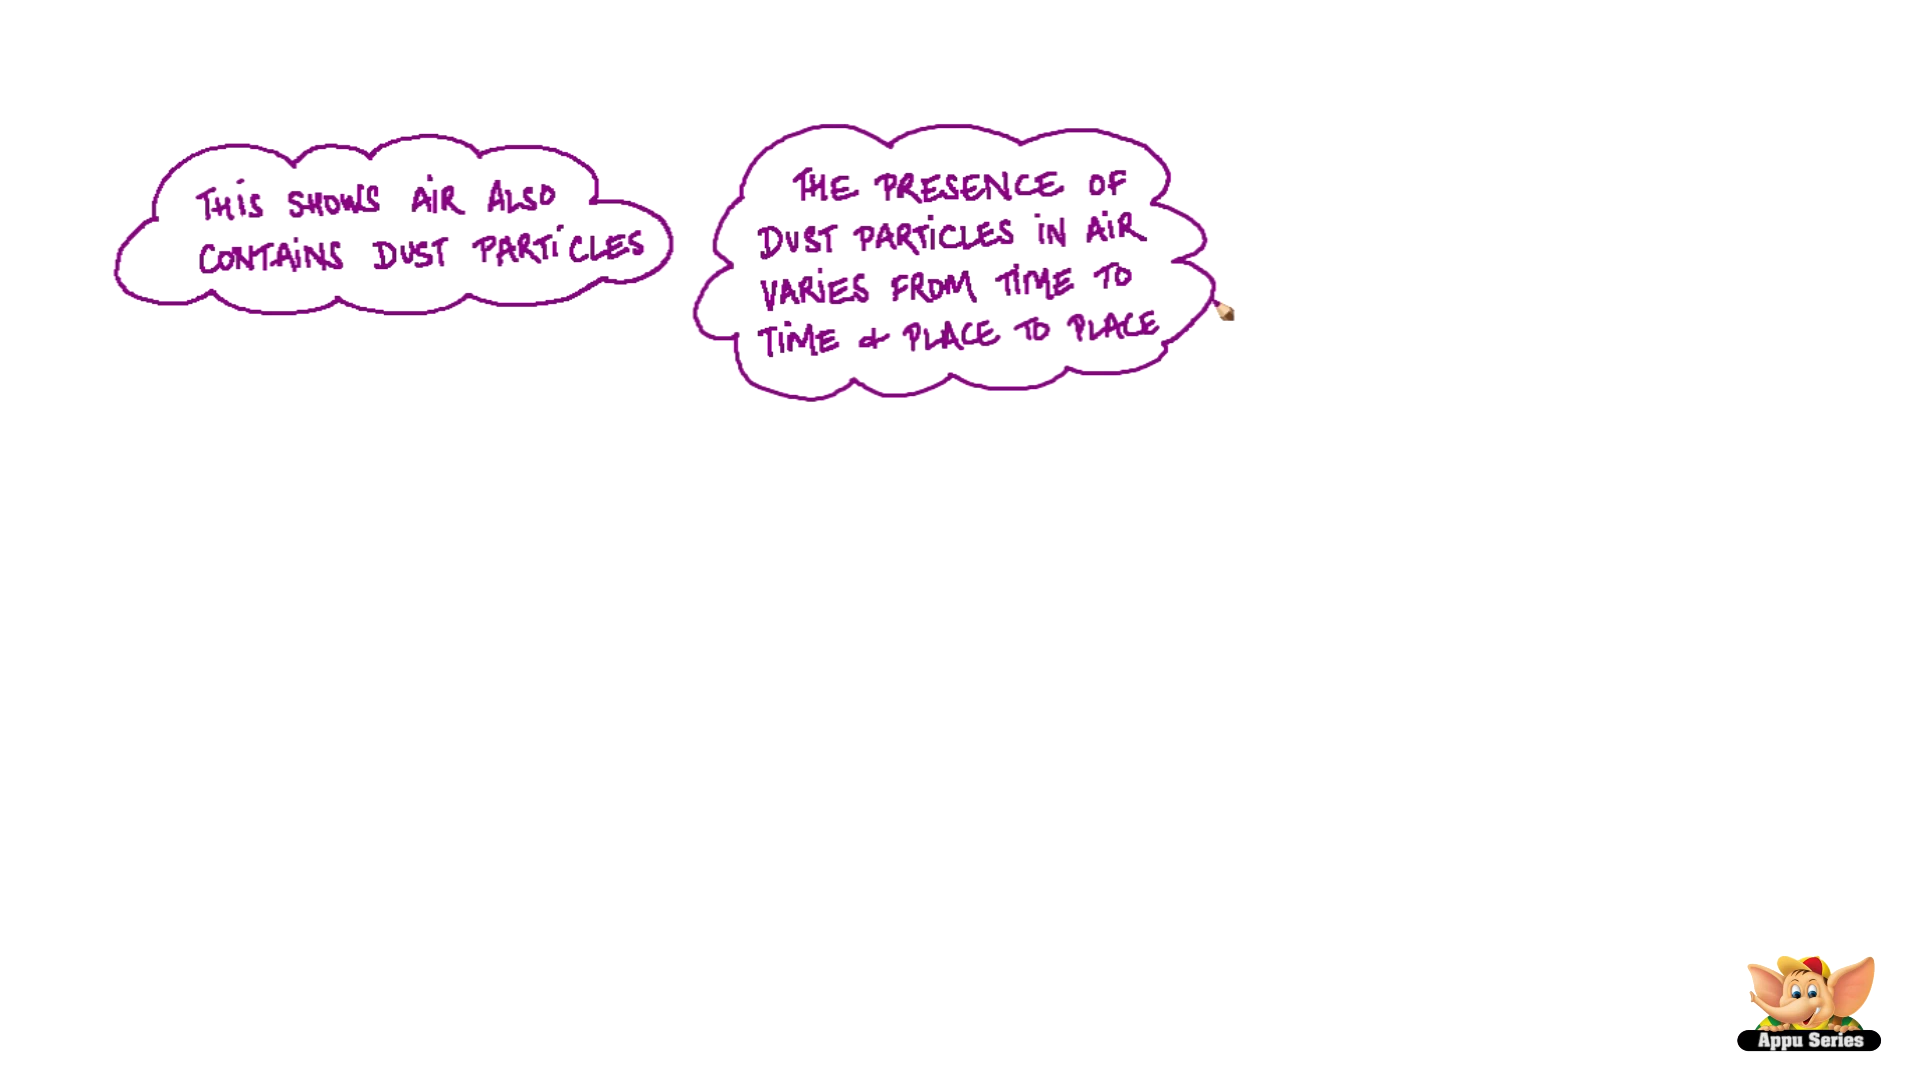 THIS SHOWS AIR ALSO
CONTAINS DUST PARTICLES
THE PRESENCE OF
DUST PARTICLES IN AIR
VARIES FROM TIME TO
TIME & PLACE TO PLACE
Appu Series